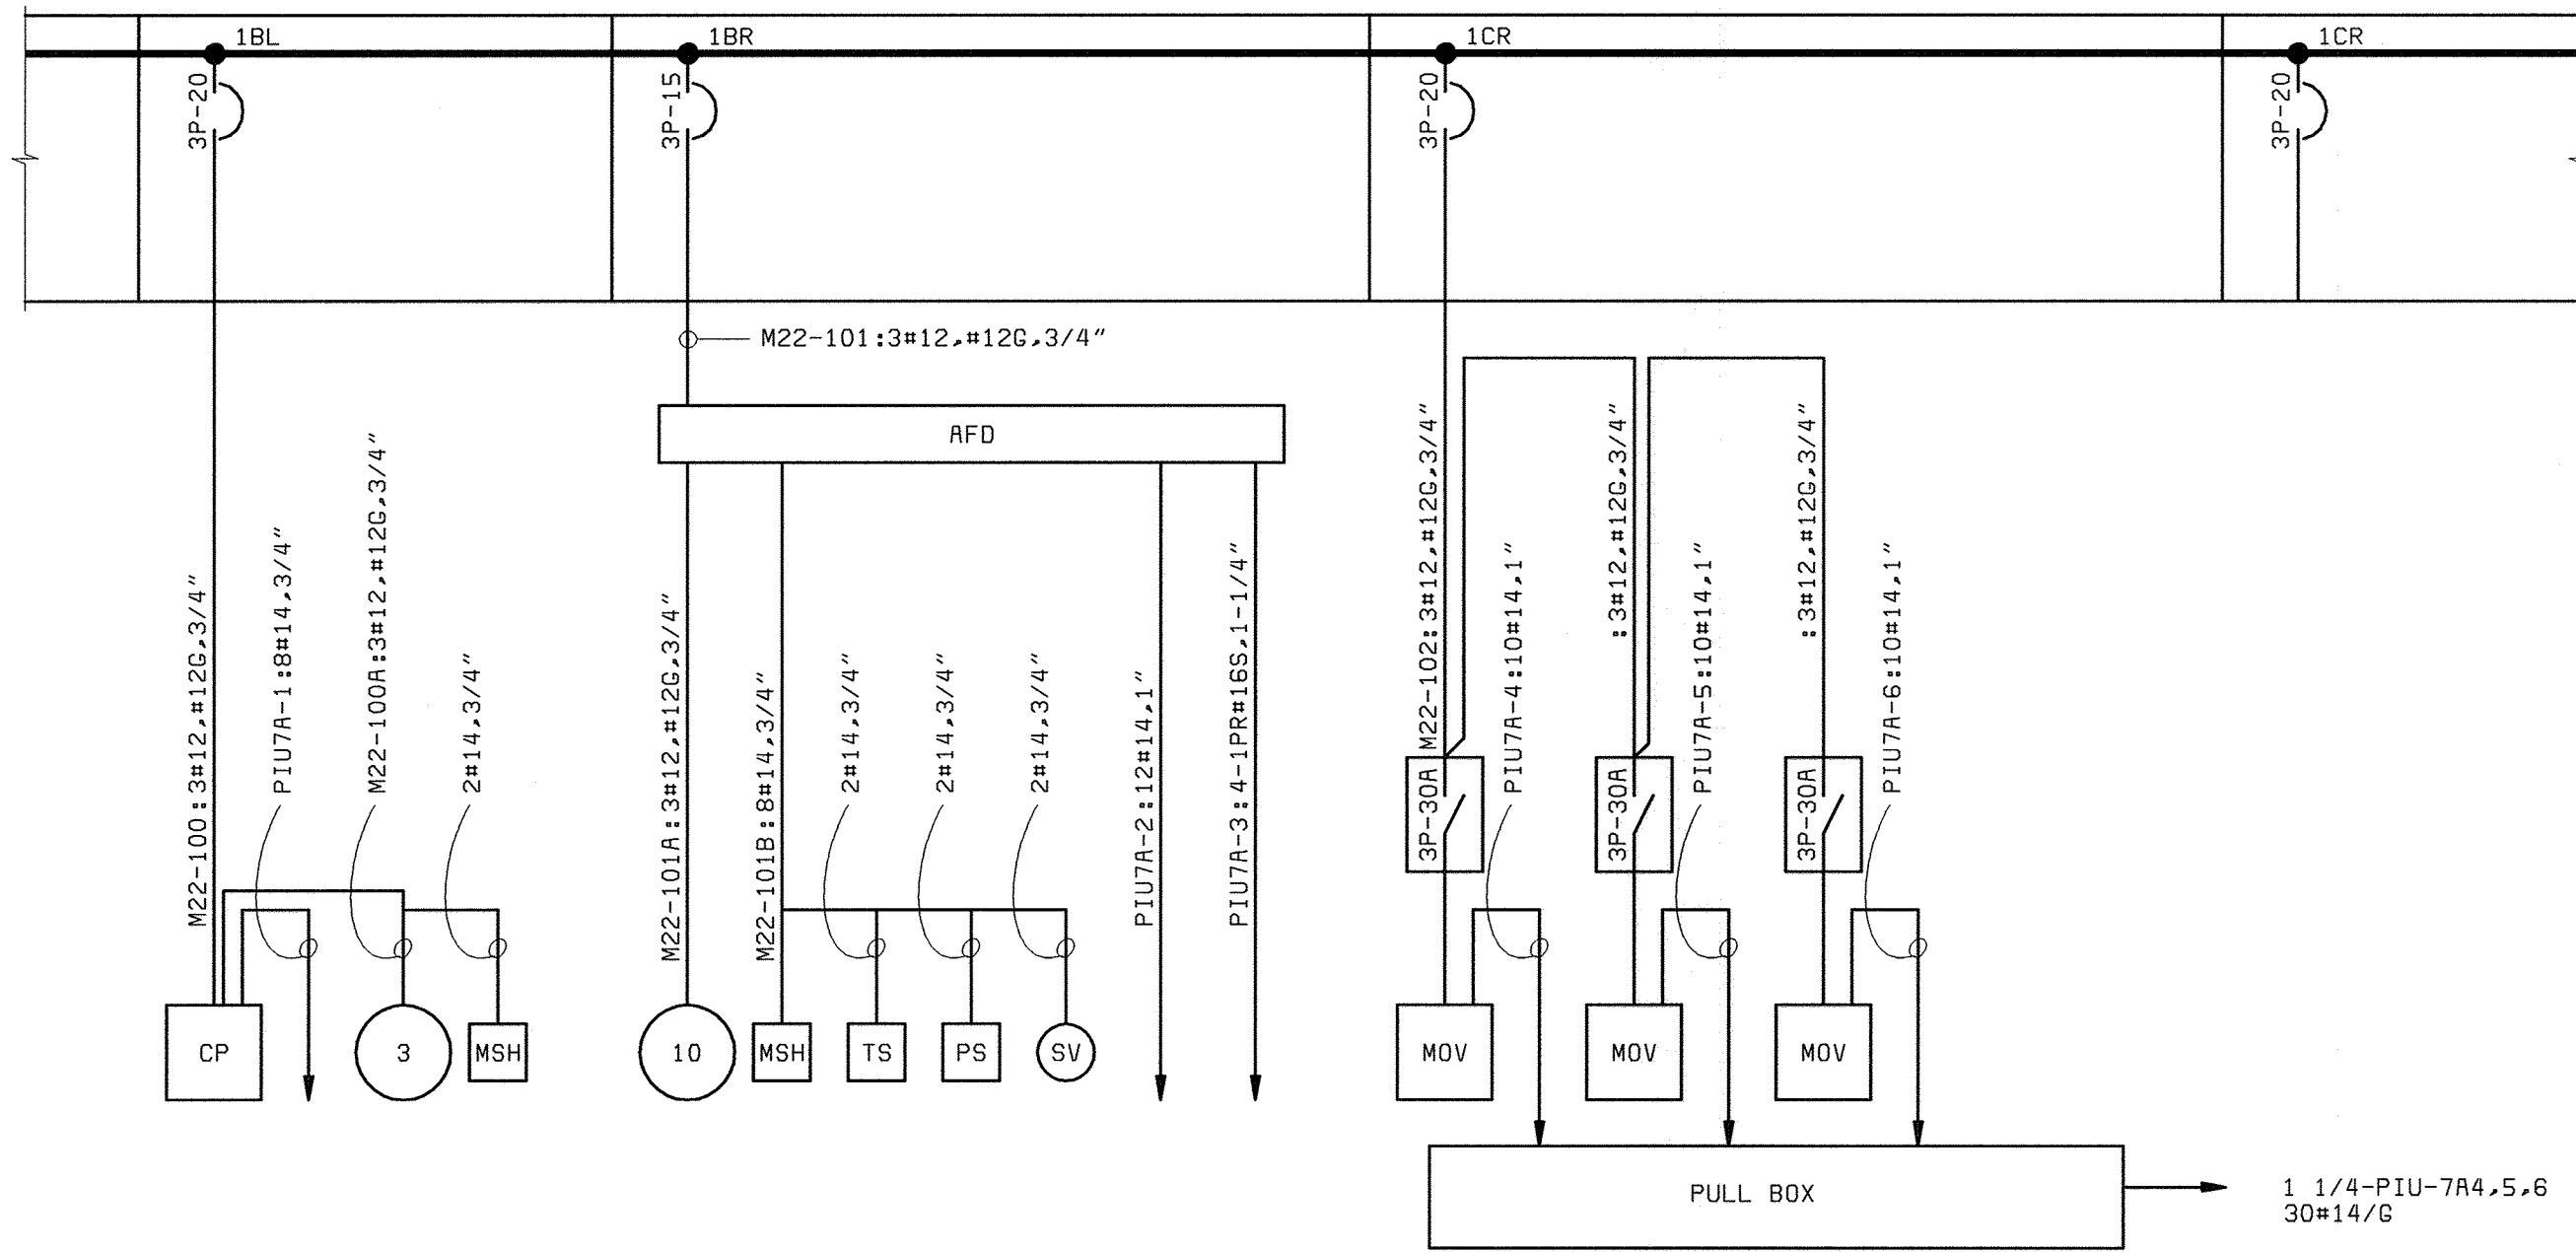 1BL
1BR
1CR
1CR
3P-20
3P-15
3P-20
3P-20
M22-101:3#12,#12G,3/4"
AFD
M22-100:3#12,#12G,3/4"
PIU7A-1:8#14,3/4"
M22-100A:3#12,#12G,3/4"
2#14,3/4"
M22-101A:3#12,#12G,3/4"
M22-101B:8#14,3/4"
2#14,3/4"
2#14,3/4"
2#14,3/4"
PIU7A-2:12#14,1"
PIU7A-3:4-1PR#16S,1-1/4"
M22-102:3#12,#12G,3/4"
PIU7A-4:10#14,1"
:3#12,#12G,3/4"
PIU7A-5:10#14,1"
:3#12,#12G,3/4"
PIU7A-6:10#14,1"
3P-30A
3P-30A
3P-30A
CP
3
MSH
10
MSH
TS
PS
SV
MOV
MOV
MOV
PULL BOX
1 1/4-PIU-7A4,5,6
30#14/G